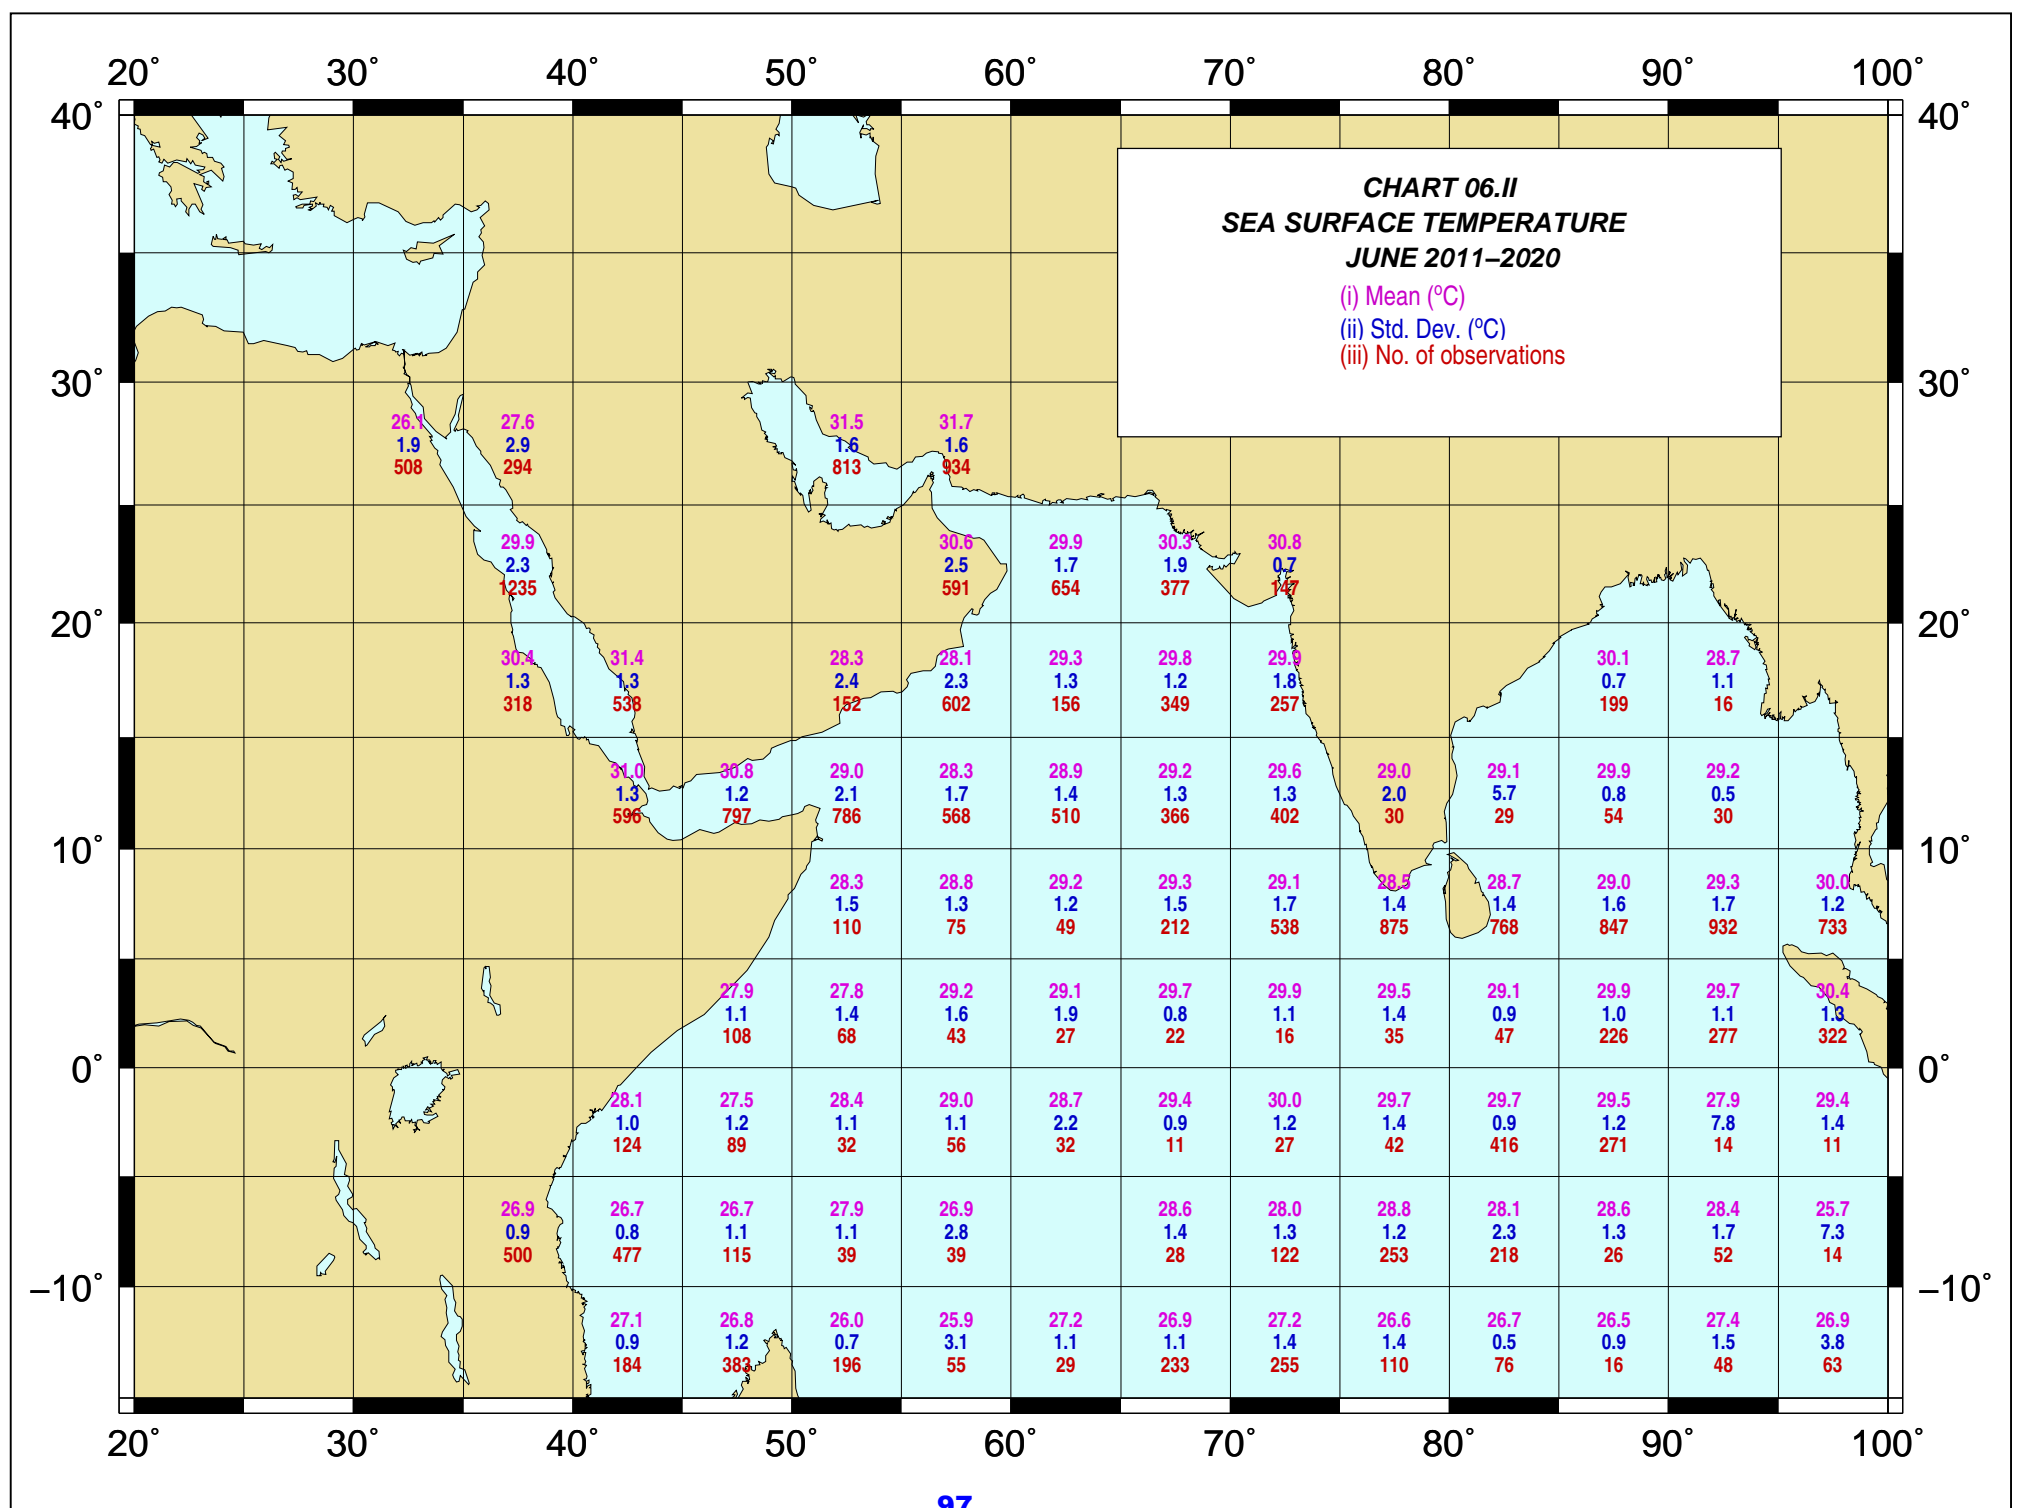 20° 30° 40° 50° 60° 70° 80° 90° 100°
40° 40°
CHART 06.II
SEA SURFACE TEMPERATURE
JUNE 2011–2020
(i) Mean (ºC)
(ii) Std. Dev. (ºC)
(iii) No. of observations
30° 30°
26.1 27.6 31.5 31.7
1.9 2.9 1.6 1.6
508 294 813 934
29.9 30.6 29.9 30.3 30.8
2.3 2.5 1.7 1.9 0.7
1235 591 654 377 147
20° 20°
30.4 31.4 28.3 28.1 29.3 29.8 29.9 30.1 28.7
1.3 1.3 2.4 2.3 1.3 1.2 1.8 0.7 1.1
318 538 152 602 156 349 257 199 16
31.0 30.8 29.0 28.3 28.9 29.2 29.6 29.0 29.1 29.9 29.2
1.3 1.2 2.1 1.7 1.4 1.3 1.3 2.0 5.7 0.8 0.5
596 797 786 568 510 366 402 30 29 54 30
10° 10°
28.3 28.8 29.2 29.3 29.1 28.5 28.7 29.0 29.3 30.0
1.5 1.3 1.2 1.5 1.7 1.4 1.4 1.6 1.7 1.2
110 75 49 212 538 875 768 847 932 733
27.9 27.8 29.2 29.1 29.7 29.9 29.5 29.1 29.9 29.7 30.4
1.1 1.4 1.6 1.9 0.8 1.1 1.4 0.9 1.0 1.1 1.3
108 68 43 27 22 16 35 47 226 277 322
0° 0°
28.1 27.5 28.4 29.0 28.7 29.4 30.0 29.7 29.7 29.5 27.9 29.4
1.0 1.2 1.1 1.1 2.2 0.9 1.2 1.4 0.9 1.2 7.8 1.4
124 89 32 56 32 11 27 42 416 271 14 11
26.9 26.7 26.7 27.9 26.9 28.6 28.0 28.8 28.1 28.6 28.4 25.7
0.9 0.8 1.1 1.1 2.8 1.4 1.3 1.2 2.3 1.3 1.7 7.3
500 477 115 39 39 28 122 253 218 26 52 14
−10° −10°
27.1 26.8 26.0 25.9 27.2 26.9 27.2 26.6 26.7 26.5 27.4 26.9
0.9 1.2 0.7 3.1 1.1 1.1 1.4 1.4 0.5 0.9 1.5 3.8
184 383 196 55 29 233 255 110 76 16 48 63
20° 30° 40° 50° 60° 70° 80° 90° 100°
97